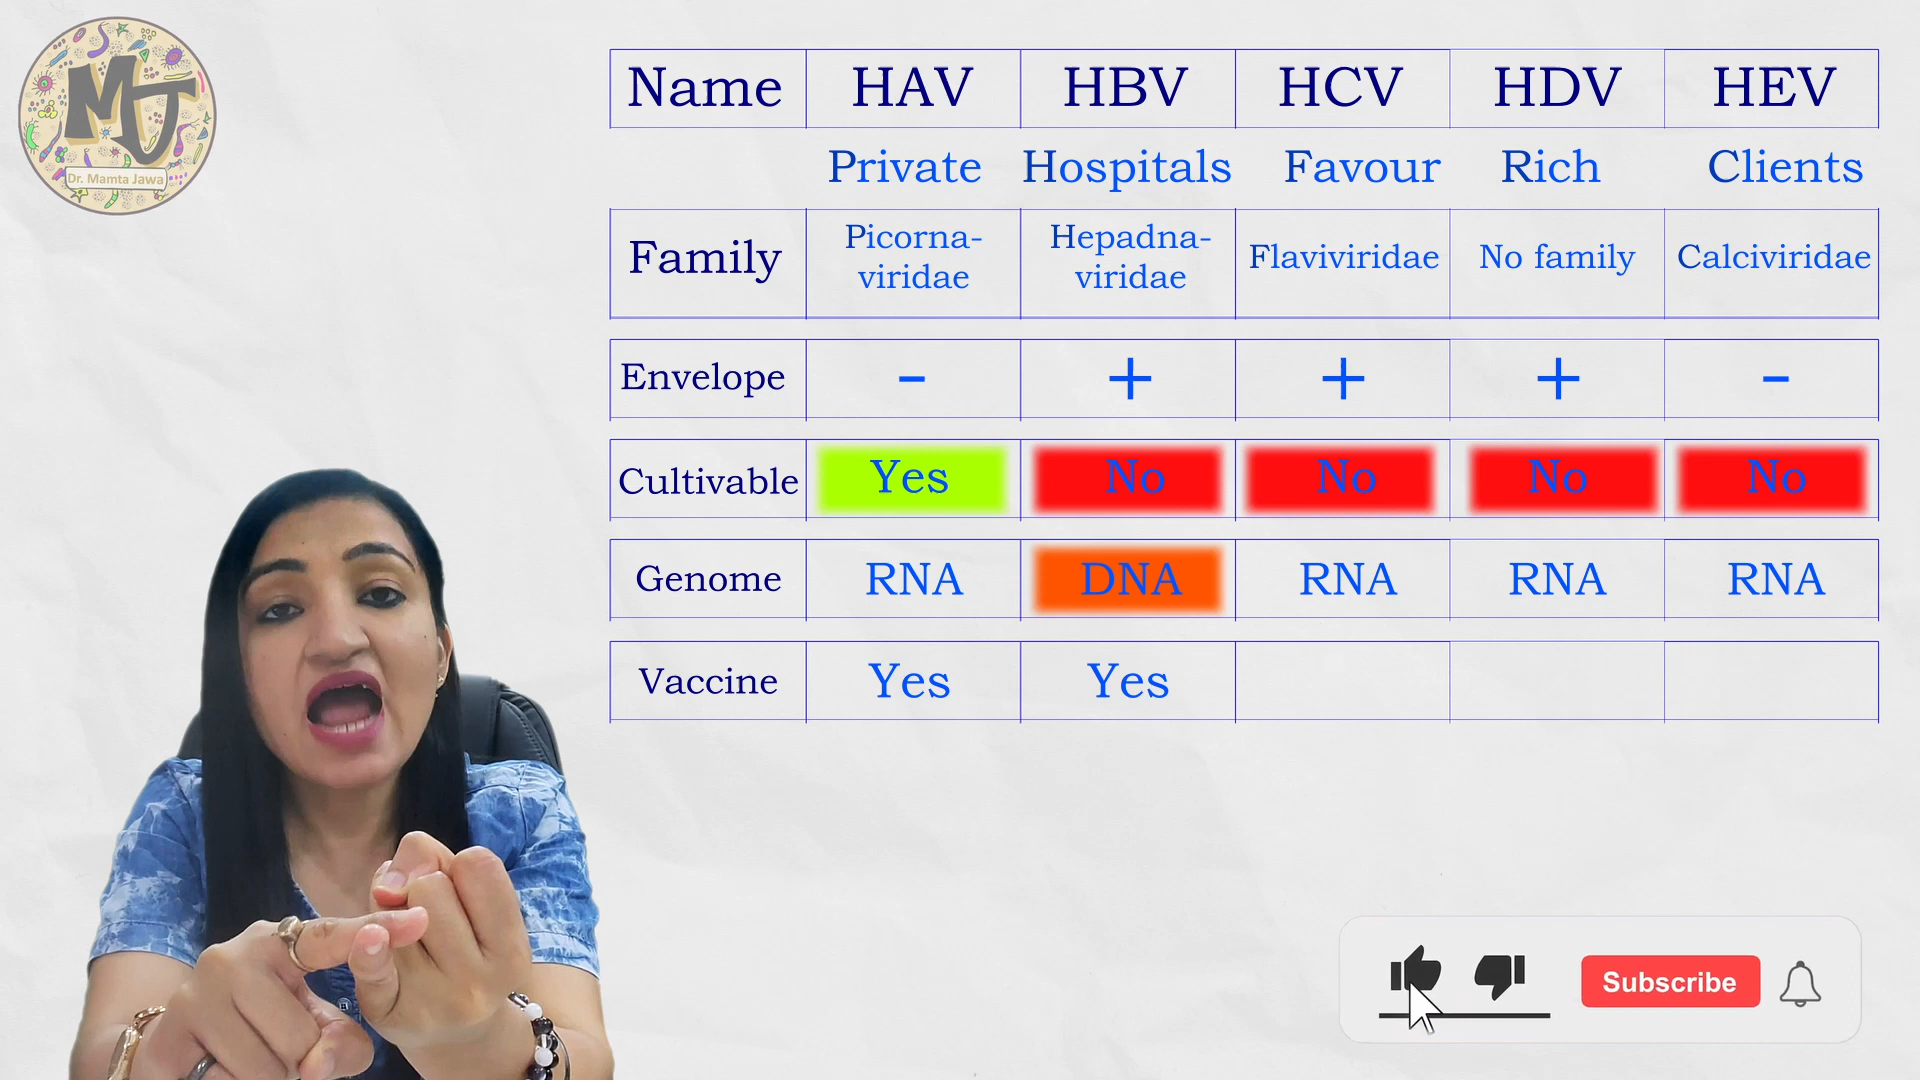 MJ
Dr. Mamta Jawa
Name HAV HBV HCV HDV HEV
Private Hospitals Favour Rich Clients
Family Picorna-viridae Hepadna-viridae Flaviviridae No family Calciviridae
Envelope - + + + -
Cultivable Yes No No No No
Genome RNA DNA RNA RNA RNA
Vaccine Yes Yes
Subscribe